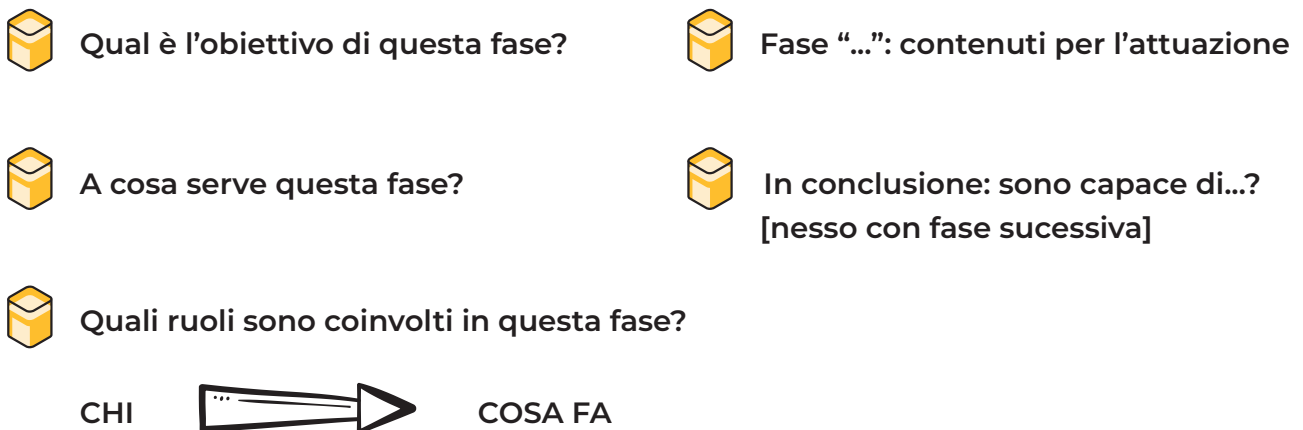 Qual è l’obiettivo di questa fase?
A cosa serve questa fase?
Quali ruoli sono coinvolti in questa fase?
CHI
COSA FA
Fase “...”: contenuti per l’attuazione
In conclusione: sono capace di...?
[nesso con fase sucessiva]